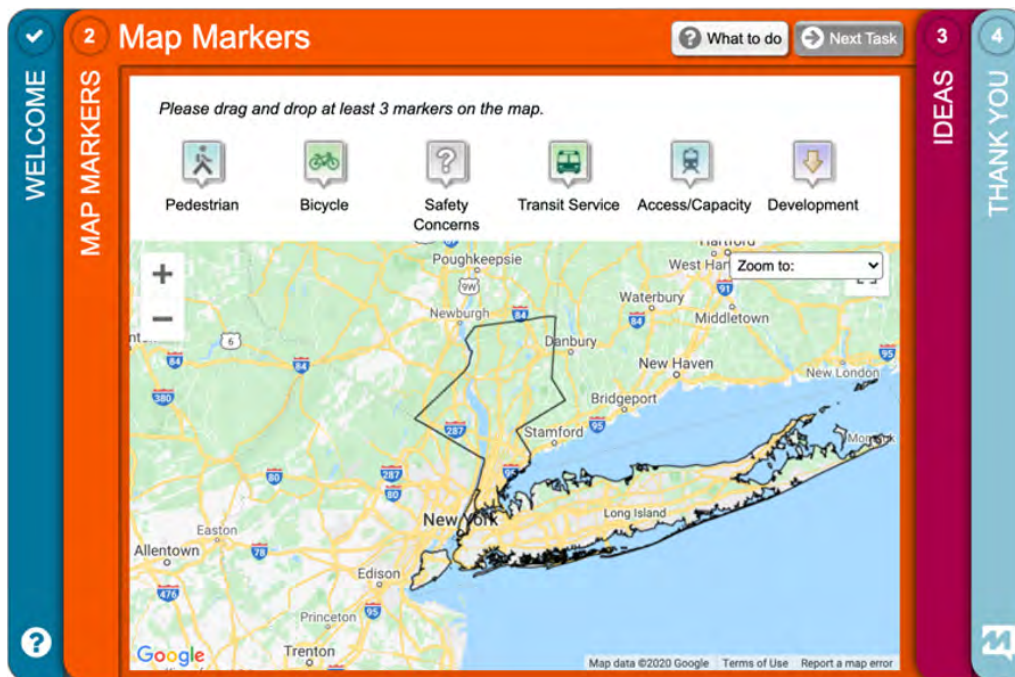 WELCOME
2
MAP MARKERS
Map Markers
? What to do
Next Task
3
IDEAS
4
THANK YOU
Please drag and drop at least 3 markers on the map.
Pedestrian
Bicycle
?
Safety
Concerns
Transit Service
Access/Capacity
Development
+
−
Zoom to:
87
Poughkeepsie
9W
Newburgh
84
Hartford
West Har
91
Waterbury
84
Middletown
6
84
84
Danbury
New Haven
95
New London
380
Bridgeport
95
287
Stamford
95
Montauk
80
287
80
New York
Long Island
Easton
Allentown
78
Edison
476
95
Princeton
Trenton
Google
Map data ©2020 Google
Terms of Use
Report a map error
?